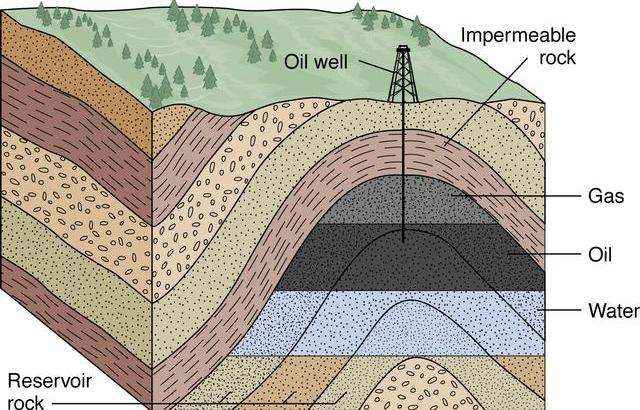 Impermeable
rock
Oil well
Gas
Oil
Water
Reservoir
rock